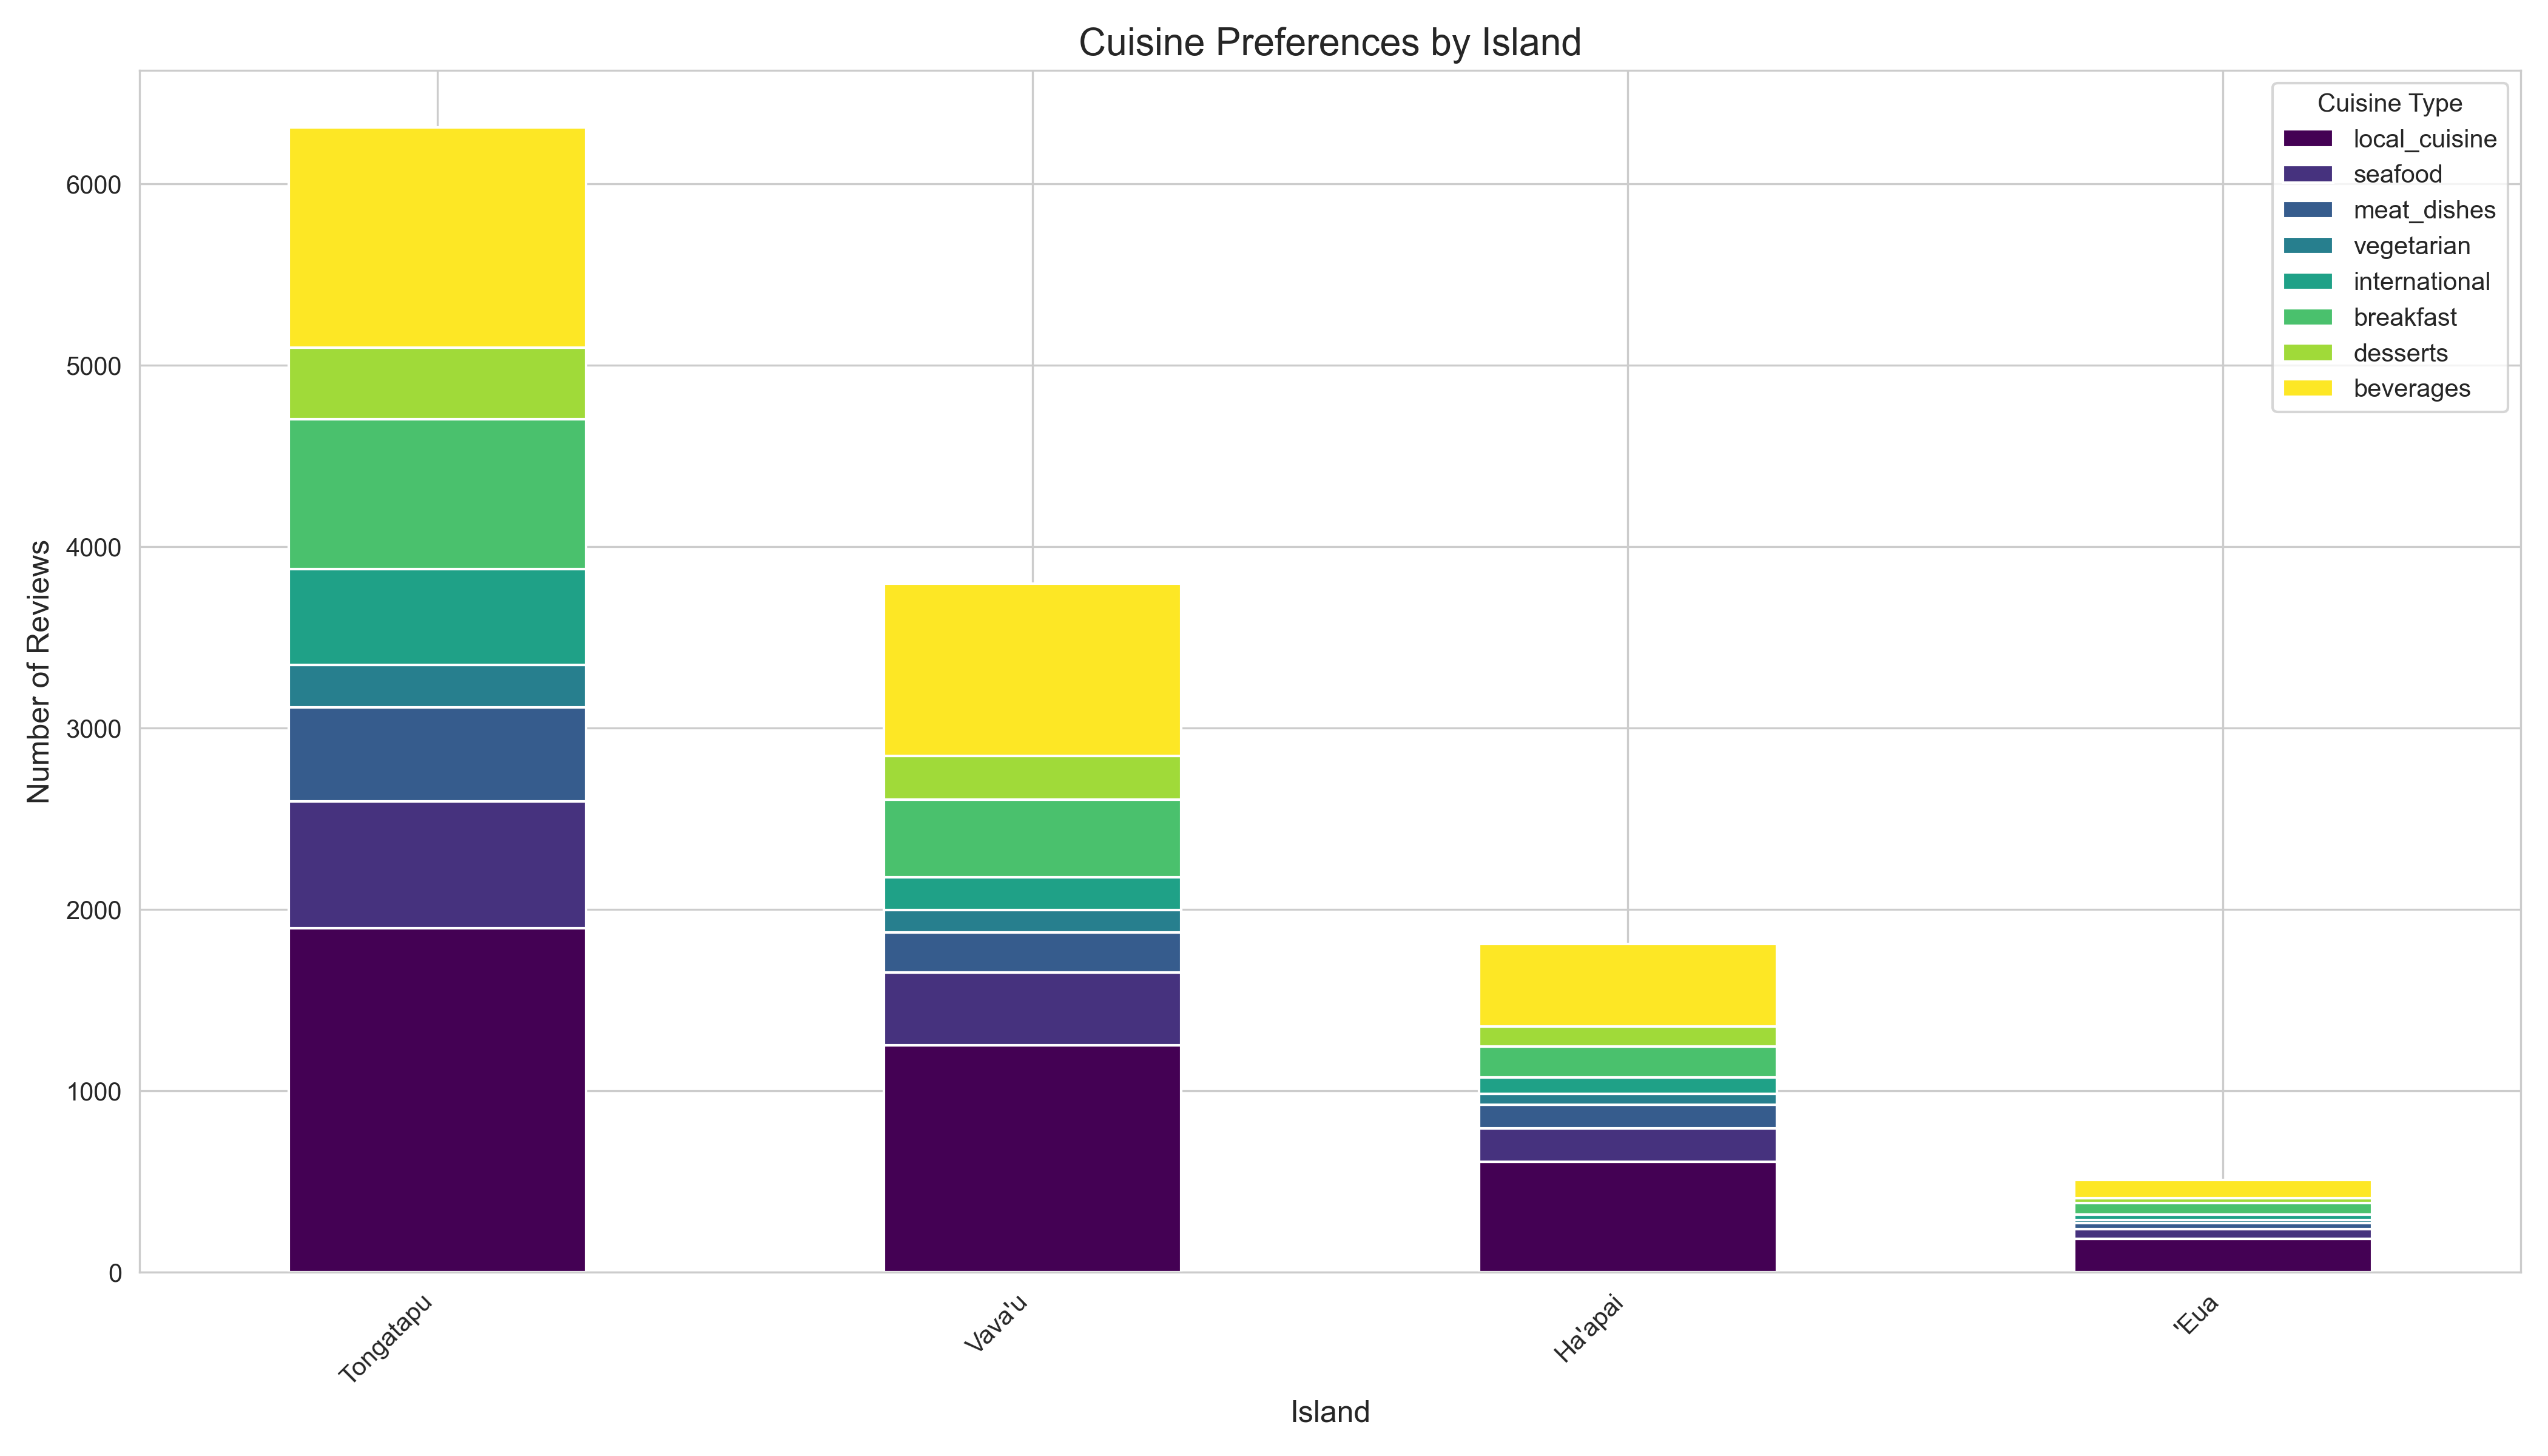 Cuisine Preferences by Island
Cuisine Type
local_cuisine
seafood
meat_dishes
vegetarian
international
breakfast
desserts
beverages
Number of Reviews
6000
5000
4000
3000
2000
1000
0
Tongatapu
Vava'u
Ha'apai
'Eua
Island